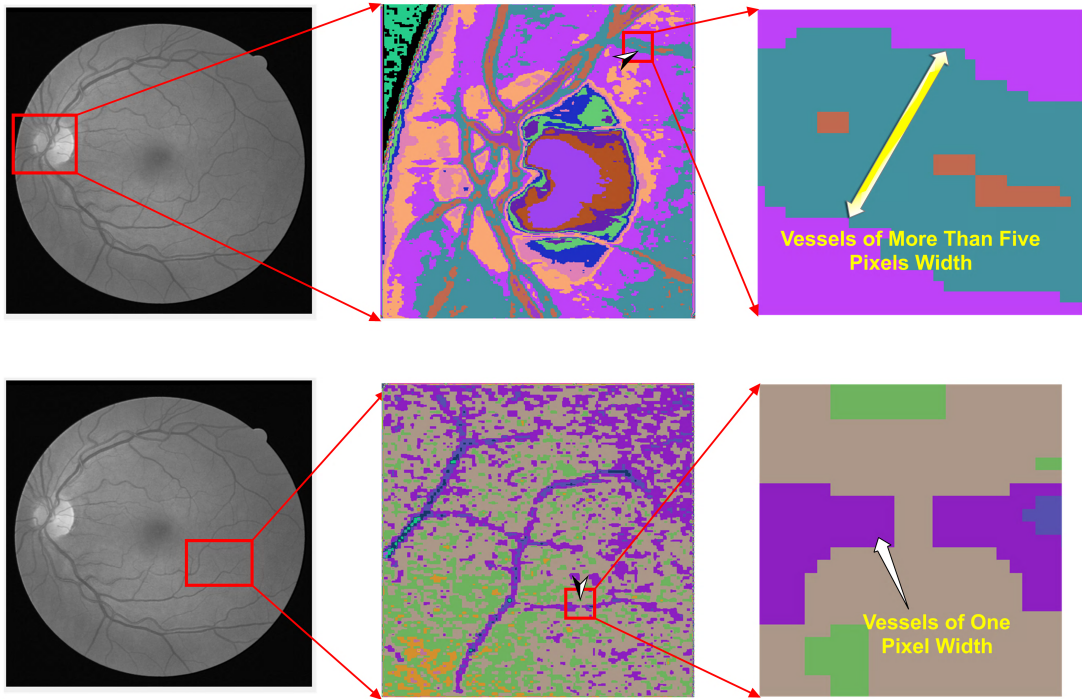 Vessels of More Than Five
Pixels Width
Vessels of One
Pixel Width